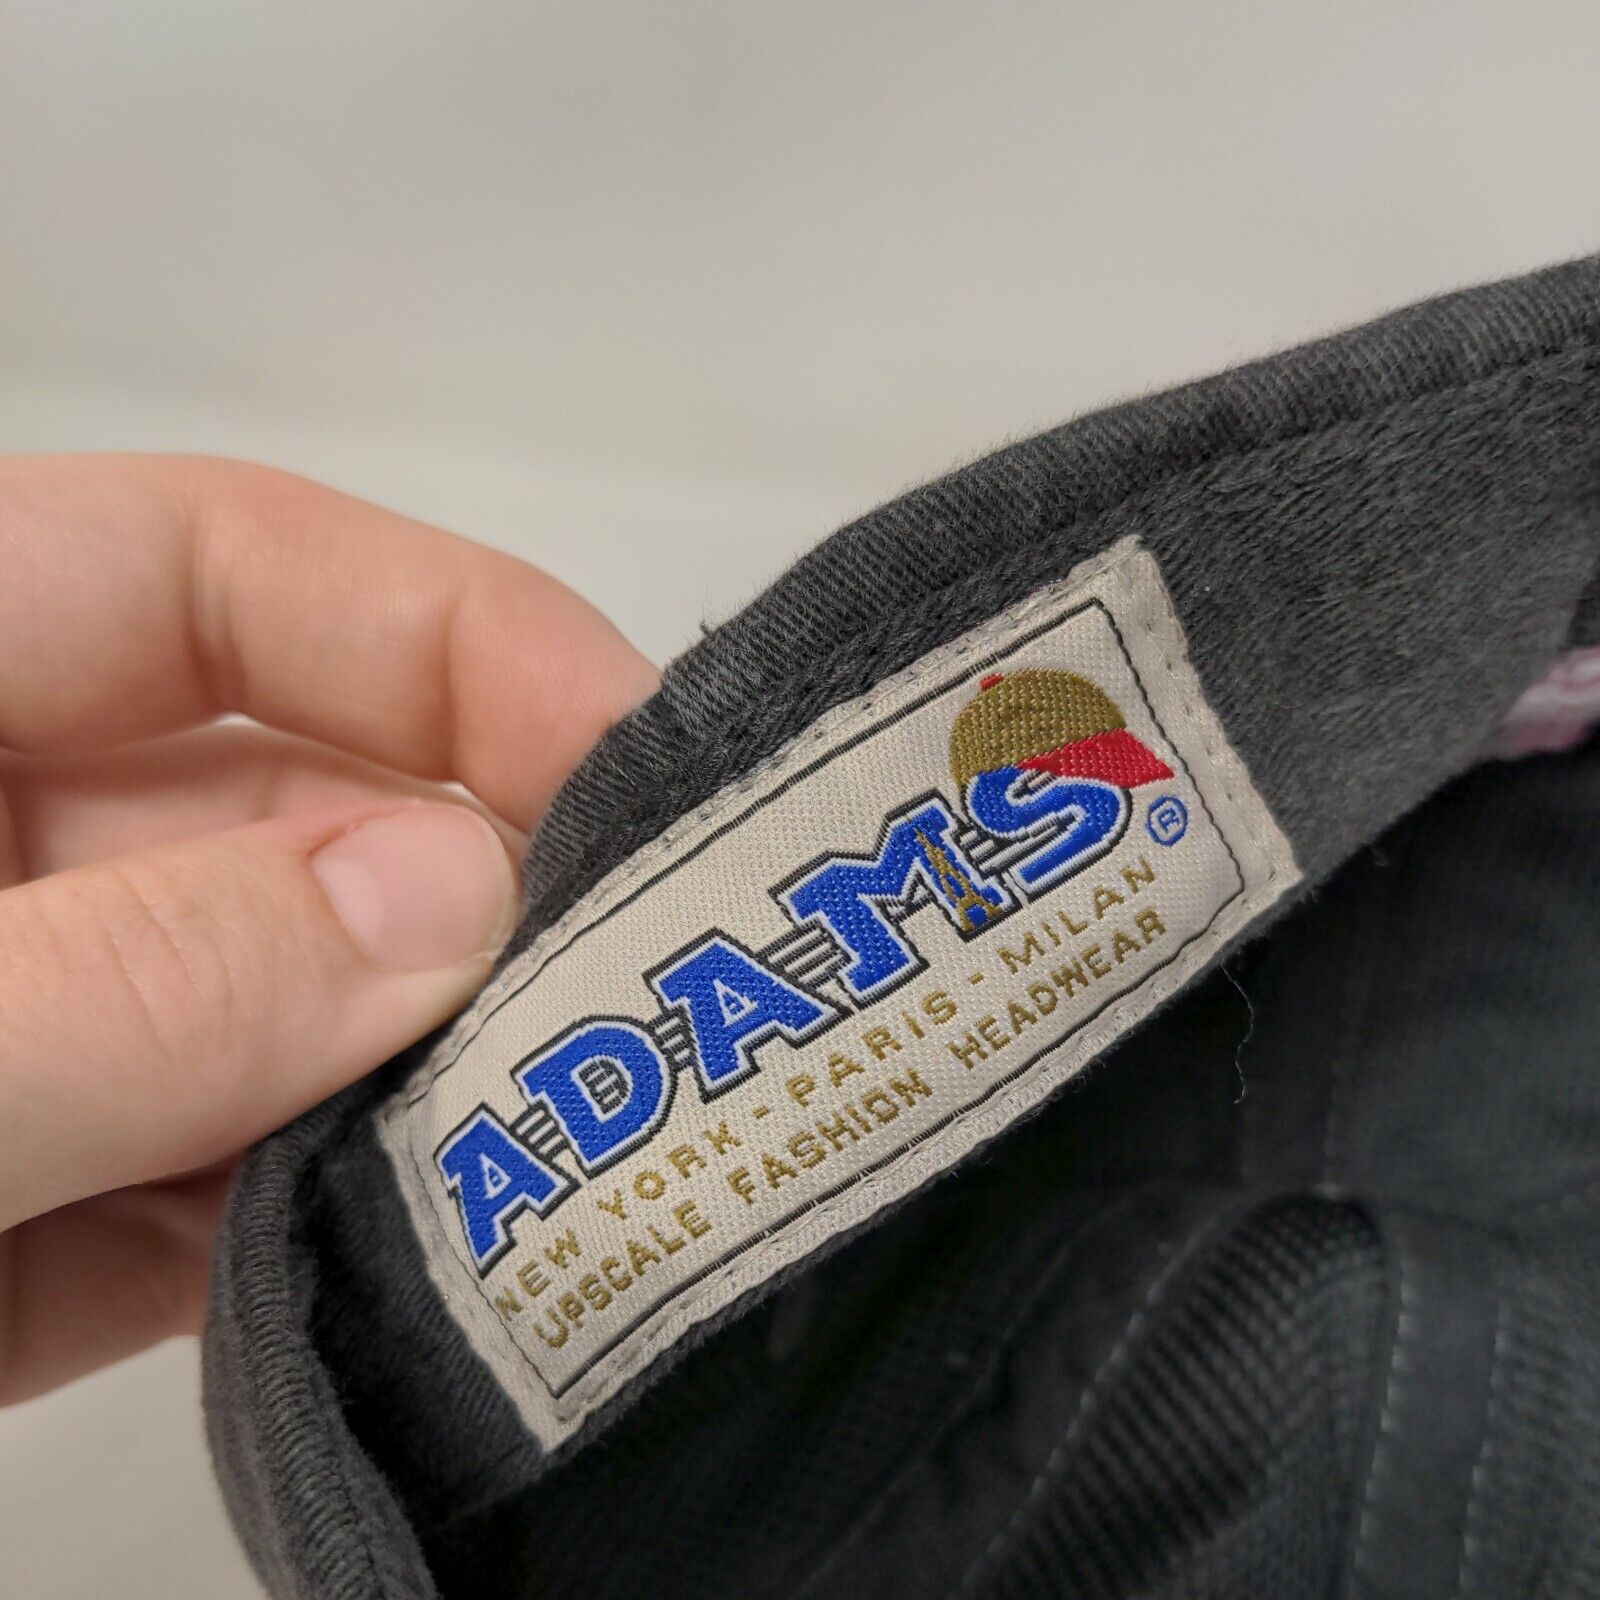 ADAMS®
NEW YORK - PARIS - MILAN
UPSCALE FASHION HEADWEAR